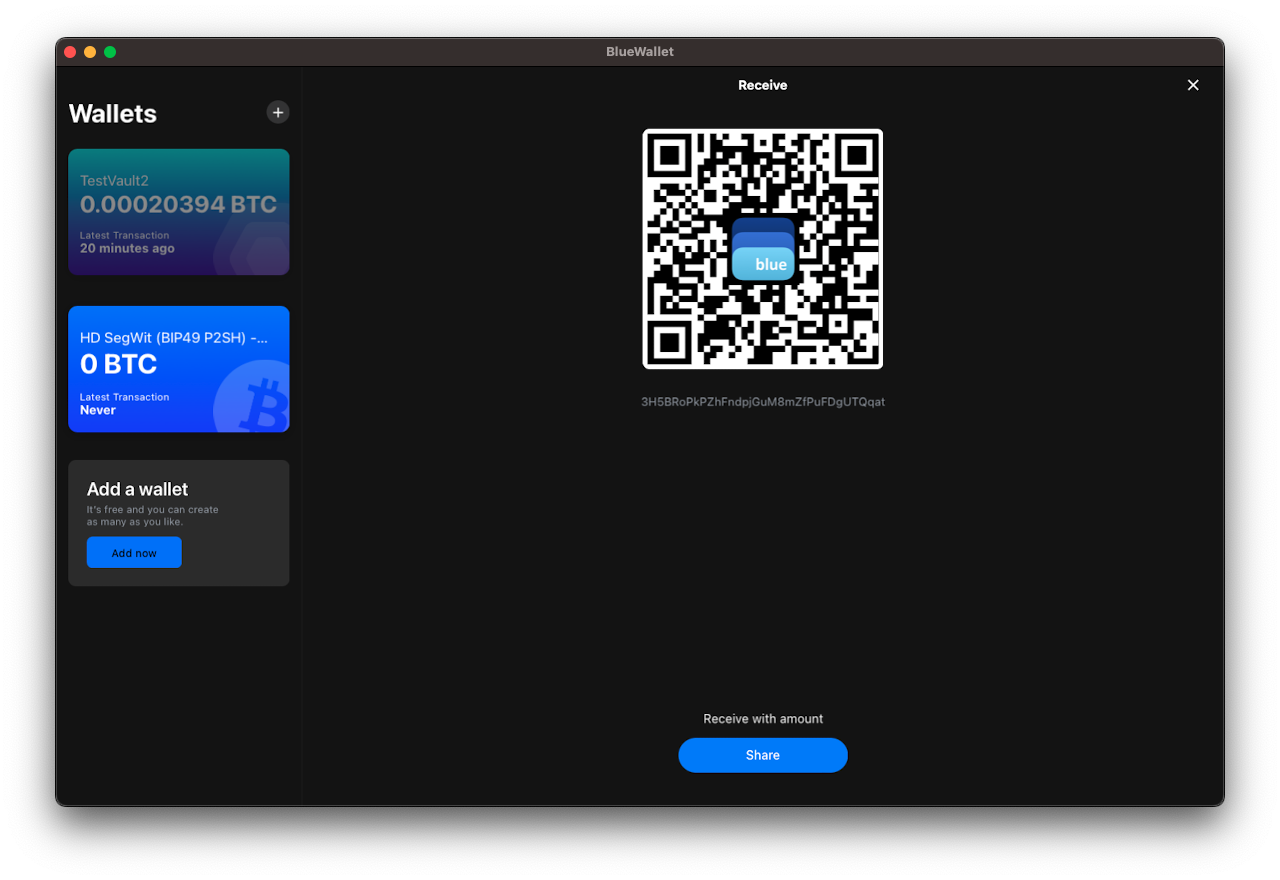 BlueWallet
Wallets
TestVault2
0.00020394 BTC
Latest Transaction
20 minutes ago
HD SegWit (BIP49 P2SH) -...
0 BTC
Latest Transaction
Never
Add a wallet
It's free and you can create
as many as you like.
Add now
Receive
blue
3H5BRoPkPZhFndpjGuM8mZfPuFDgUTQqat
Receive with amount
Share